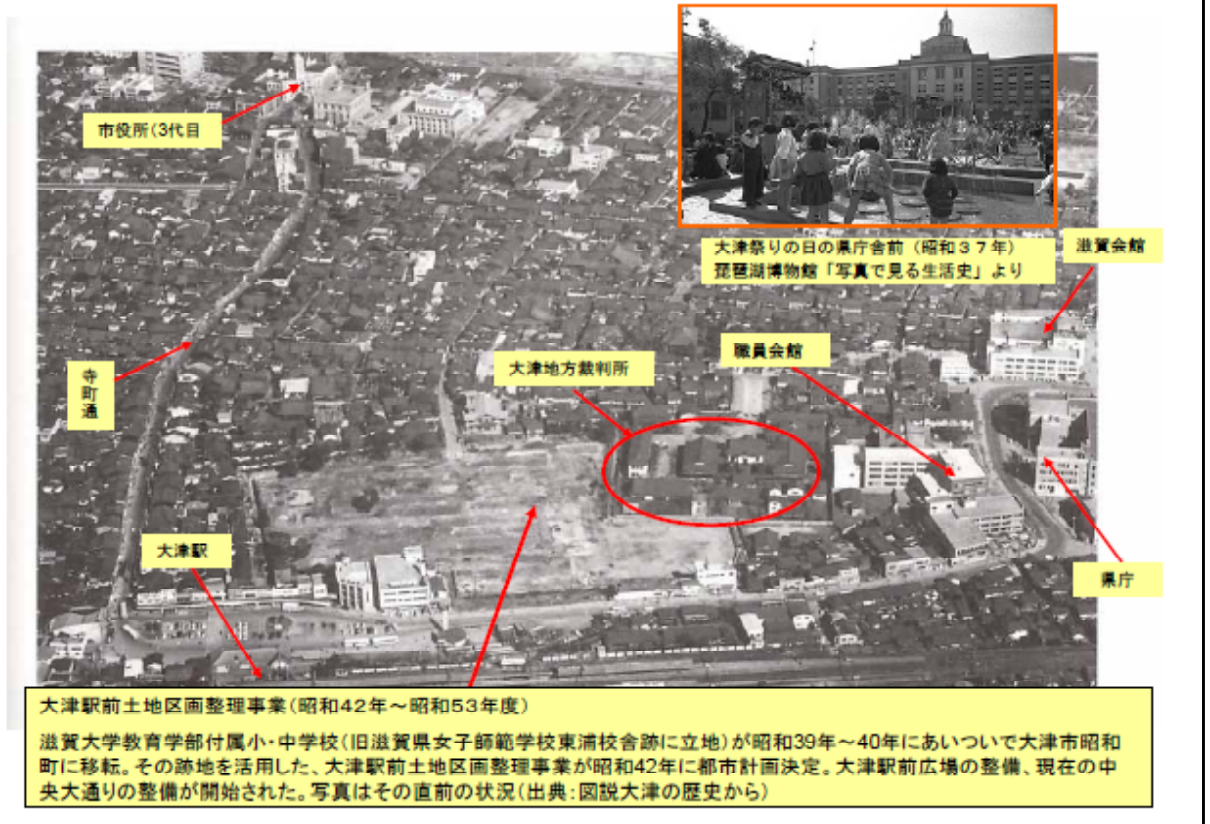 市役所(3代目
大津祭りの日の県庁舎前(昭和37年)
琵琶湖博物館「写真で見る生活史」より
滋賀会館
職員会館
大津地方裁判所
寺町通
大津駅
県庁
大津駅前土地区画整理事業(昭和42年~昭和53年度)
滋賀大学教育学部付属小・中学校(旧滋賀県女子師範学校東浦校舎跡に立地)が昭和39年~40年にあいついで大津市昭和
町に移転。その跡地を活用した、大津駅前土地区画整理事業が昭和42年に都市計画決定。大津駅前広場の整備、現在の中
央大通りの整備が開始された。写真はその直前の状況(出典:図説大津の歴史から)